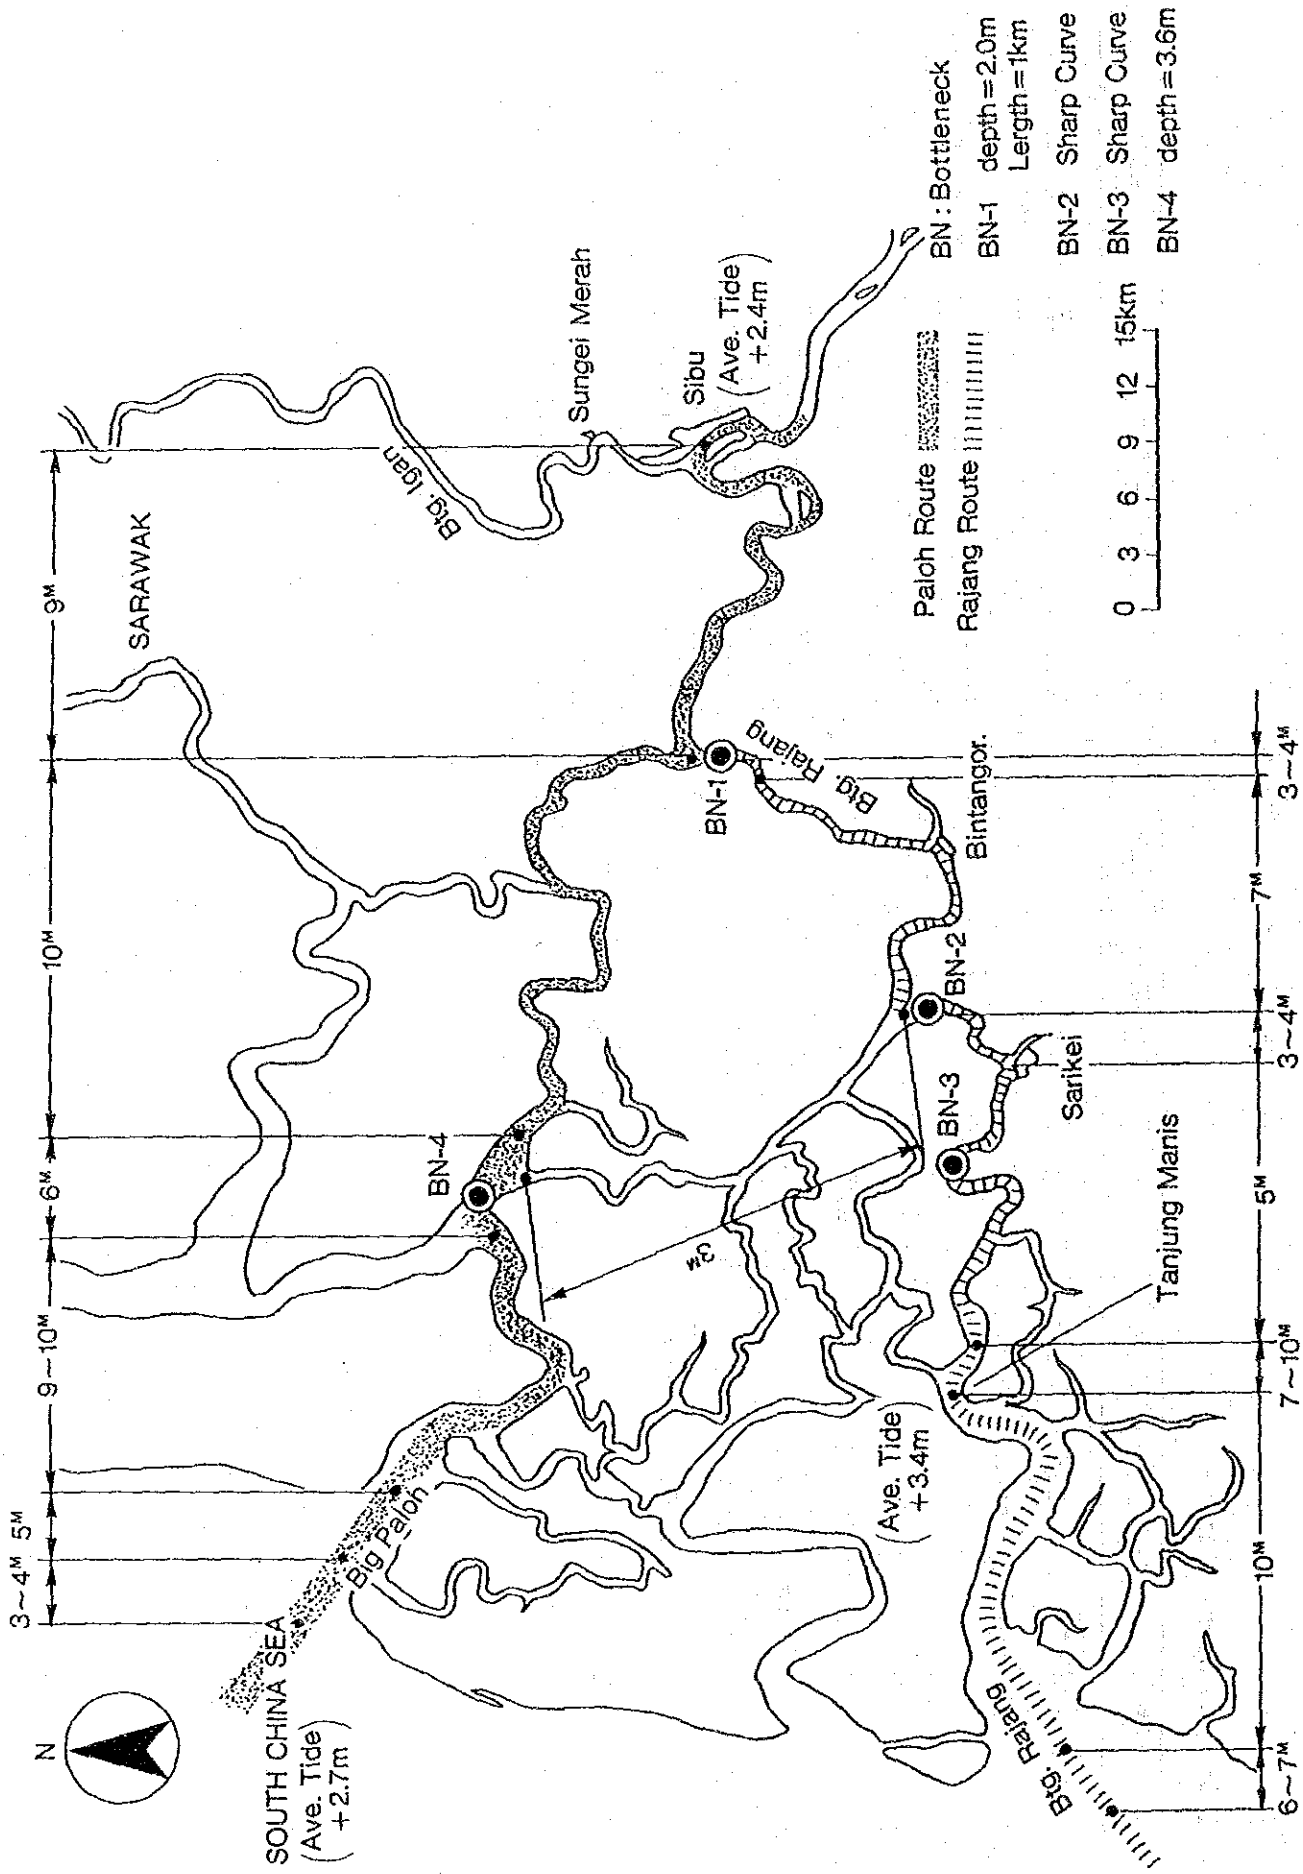 N
3~4ᴹ 5ᴹ
9~10ᴹ
6ᴹ
10ᴹ
9ᴹ
SARAWAK
SOUTH CHINA SEA
(Ave. Tide)
+2.7m
Big Paloh
BN-4
Btg. Igan
Sungei Merah
Sibu
(Ave. Tide)
+2.4m
BN-1
Btg. Rajang
Bintangor.
3ᴹ
BN-2
BN-3
Sarikei
Tanjung Manis
(Ave. Tide)
+3.4m
Btg. Rajang
6~7ᴹ
10ᴹ
7~10ᴹ
5ᴹ
3~4ᴹ
7ᴹ
3~4ᴹ
Paloh Route
Rajang Route
0 3 6 9 12 15km
BN : Bottleneck
BN-1 depth=2.0m
Lergth=1km
BN-2 Sharp Curve
BN-3 Sharp Curve
BN-4 depth=3.6m